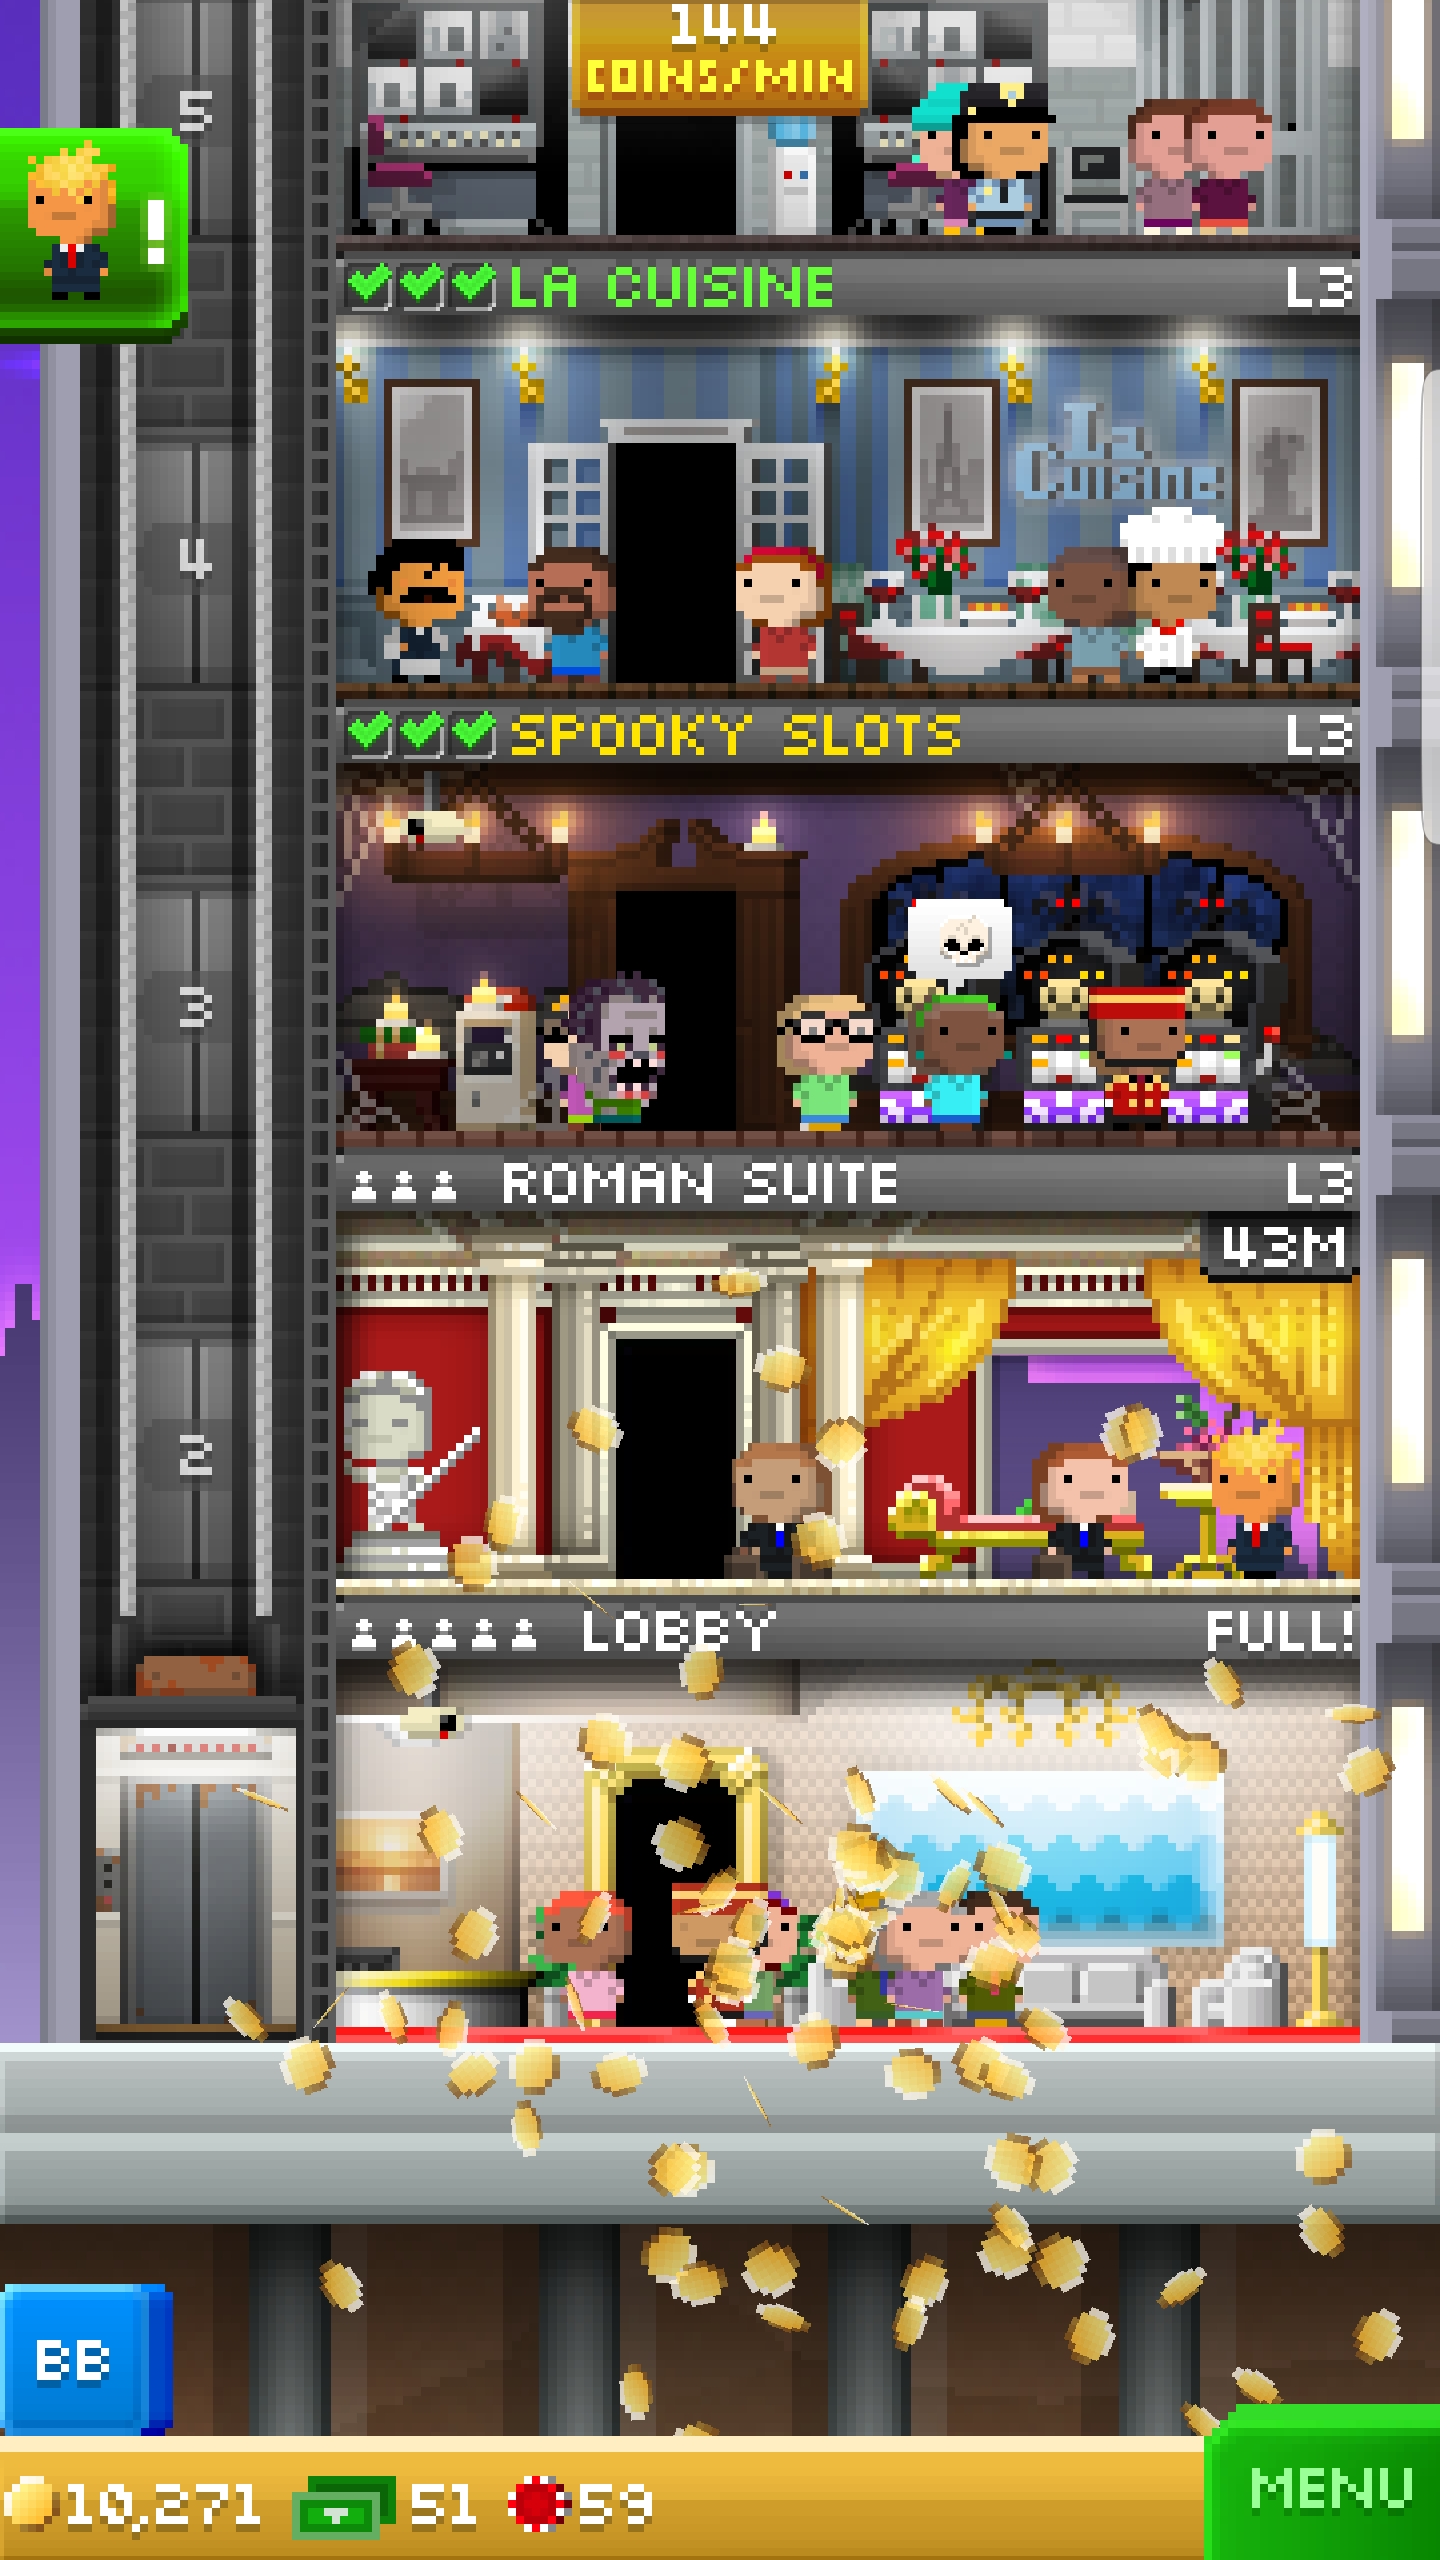 144
COINS/MIN
5
!
LA CUISINE L3
La
Cuisine
4
SPOOKY SLOTS L3
3
ROMAN SUITE L3
43M
2
LOBBY FULL!
BB
MENU
10,271 51 59